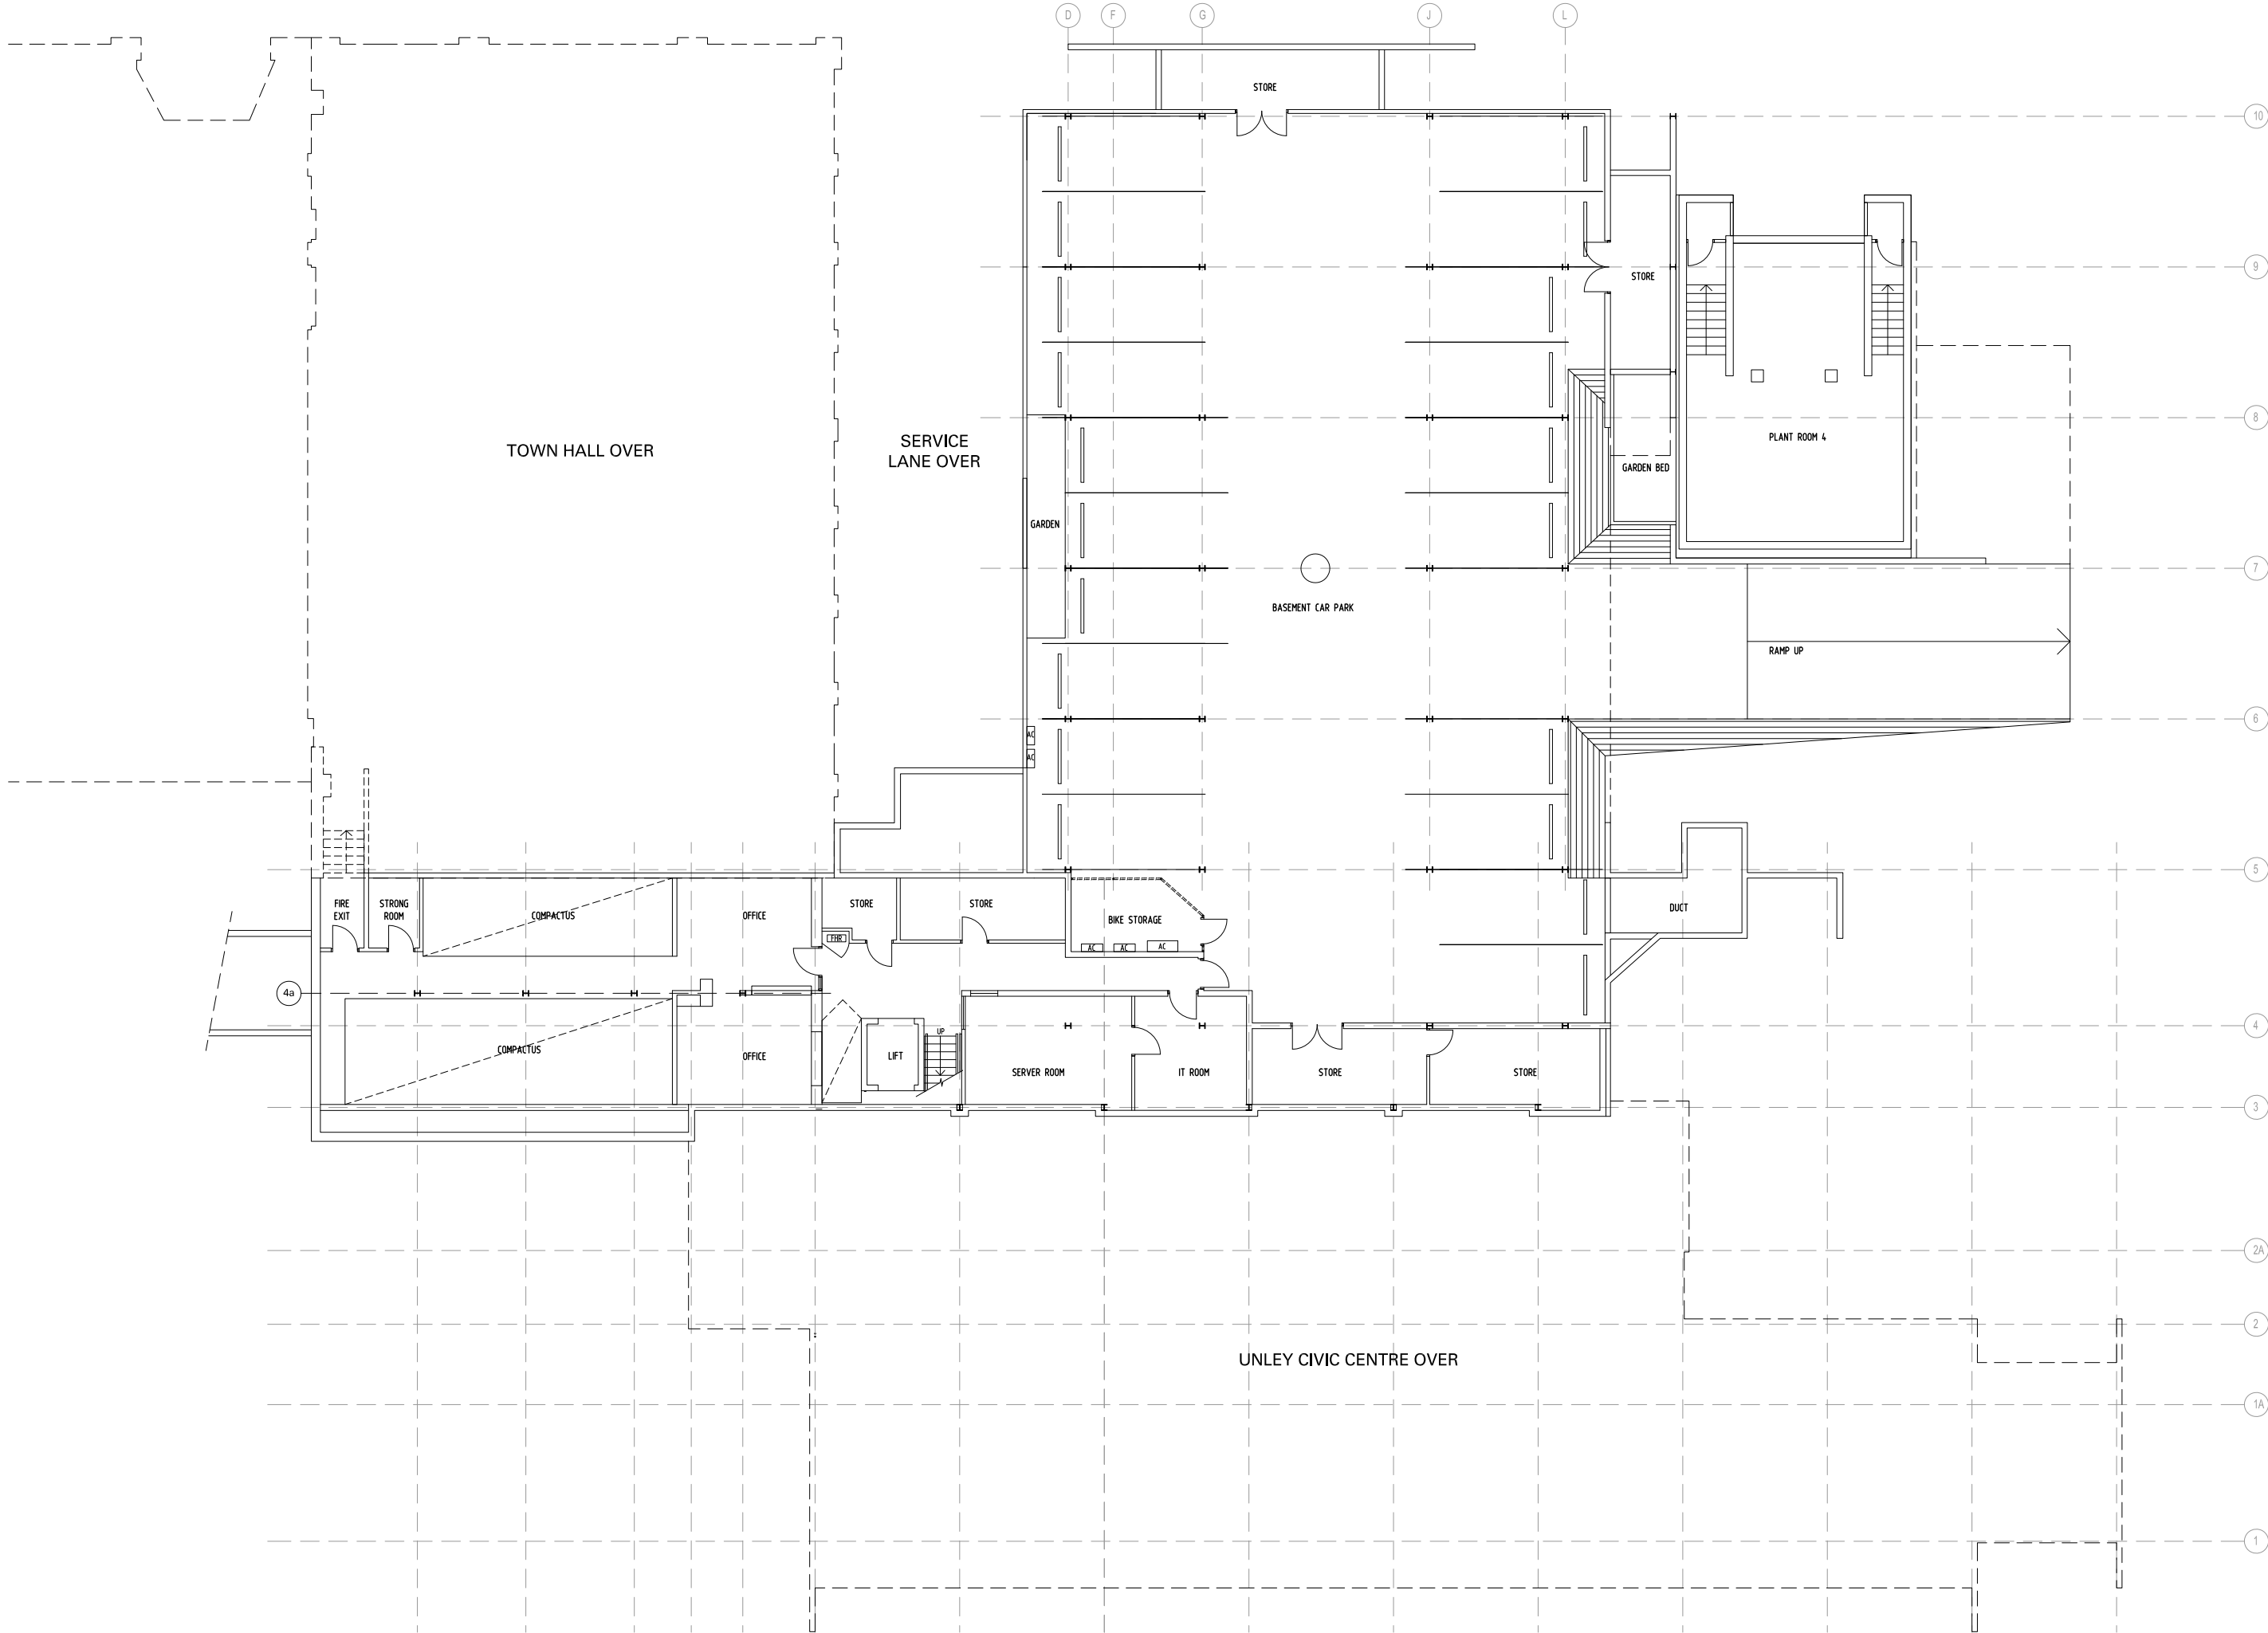 D
F
G
J
L
STORE
10
9
STORE
8
PLANT ROOM 4
TOWN HALL OVER
SERVICE
LANE OVER
GARDEN BED
GARDEN
7
BASEMENT CAR PARK
RAMP UP
6
AC
AC
5
FIRE
EXIT
STRONG
ROOM
COMPACTUS
OFFICE
STORE
STORE
BIKE STORAGE
DUCT
FHR
AC
AC
AC
4a
4
UP
COMPACTUS
OFFICE
LIFT
SERVER ROOM
IT ROOM
STORE
STORE
3
2A
2
UNLEY CIVIC CENTRE OVER
1A
1